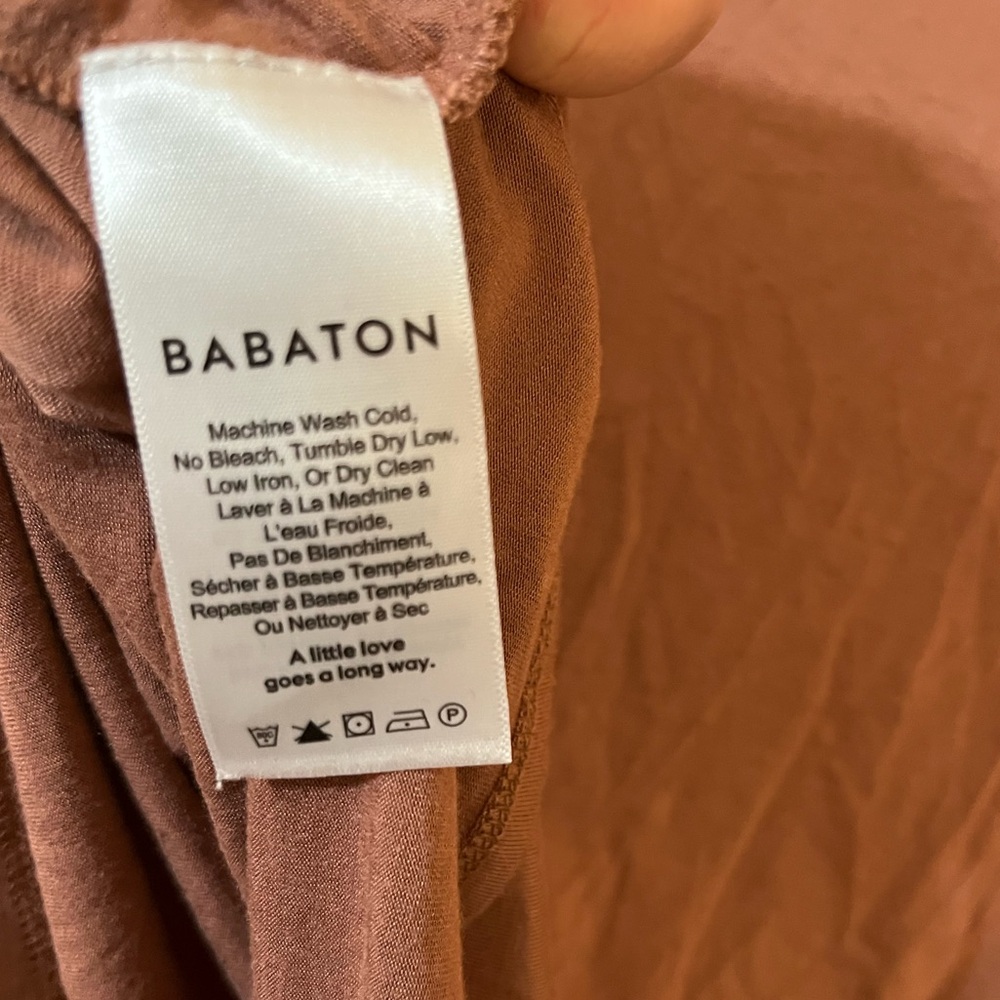 BABATON
Machine Wash Cold,
No Bleach, Tumble Dry Low,
Low Iron, Or Dry Clean
Laver à La Machine à
L'eau Froide,
Pas De Blanchiment,
Sécher à Basse Température,
Repasser à Basse Température,
Ou Nettoyer à Sec
A little love
goes a long way.
P